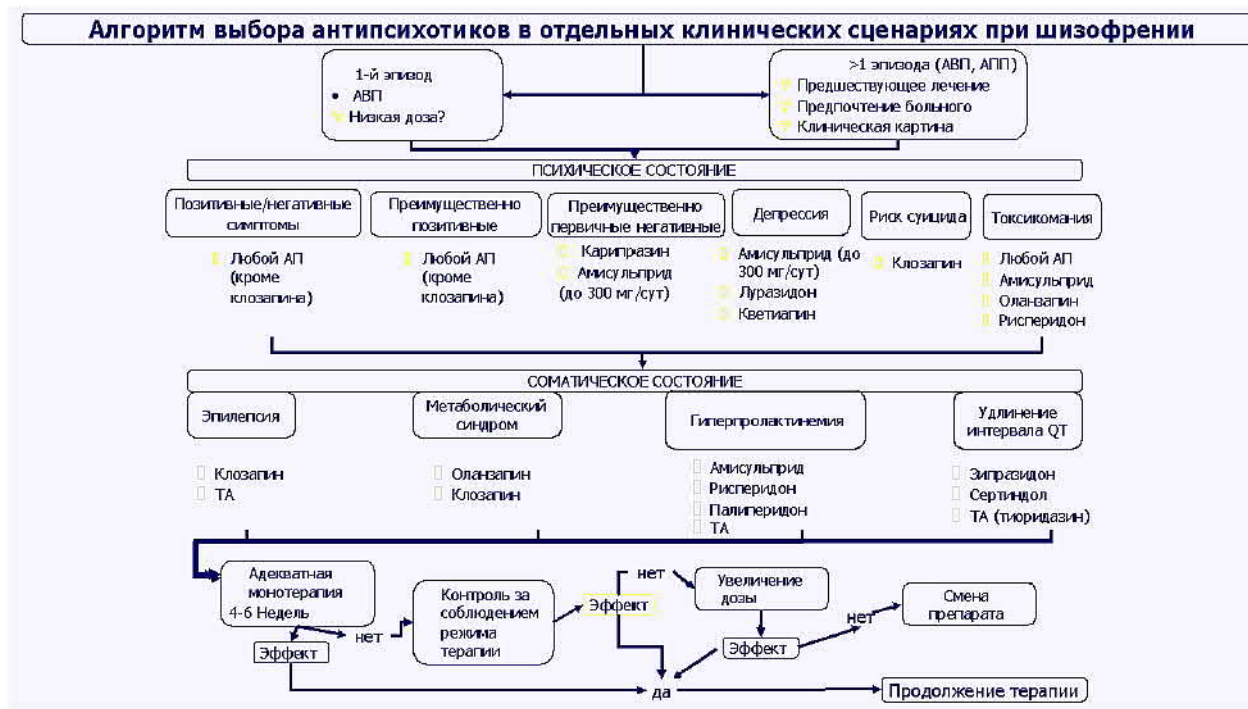 Алгоритм выбора антипсихотиков в отдельных клинических сценариях при шизофрении
1-й эпизод
• АВП
Низкая доза?
>1 эпизода (АВП, АПП)
Предшествующее лечение
Предпочтение больного
Клиническая картина
ПСИХИЧЕСКОЕ СОСТОЯНИЕ
Позитивные/негативные
симптомы
Любой АП
(кроме
клозапина)
Преимущественно
позитивные
Любой АП
(кроме
клозапина)
Преимущественно
первичные негативные
Карипразин
Амисульприд
(до 300 мг/сут)
Депрессия
Амисульприд (до
300 мг/сут)
Луразидон
Кветиапин
Риск суицида
Клозапин
Токсикомания
Любой АП
Амисульприд
Оланзапин
Рисперидон
СОМАТИЧЕСКОЕ СОСТОЯНИЕ
Эпилепсия
Клозапин
ТА
Метаболический
синдром
Оланзапин
Клозапин
Гиперпролактинемия
Амисульприд
Рисперидон
Палиперидон
ТА
Удлинение
интервала QT
Зипразидон
Сертиндол
ТА (тиоридазин)
Адекватная
монотерапия
4-6 Недель
Эффект
нет
Контроль за
соблюдением
режима
терапии
Эффект
нет
Увеличение
дозы
Эффект
нет
Смена
препарата
да
Продолжение терапии